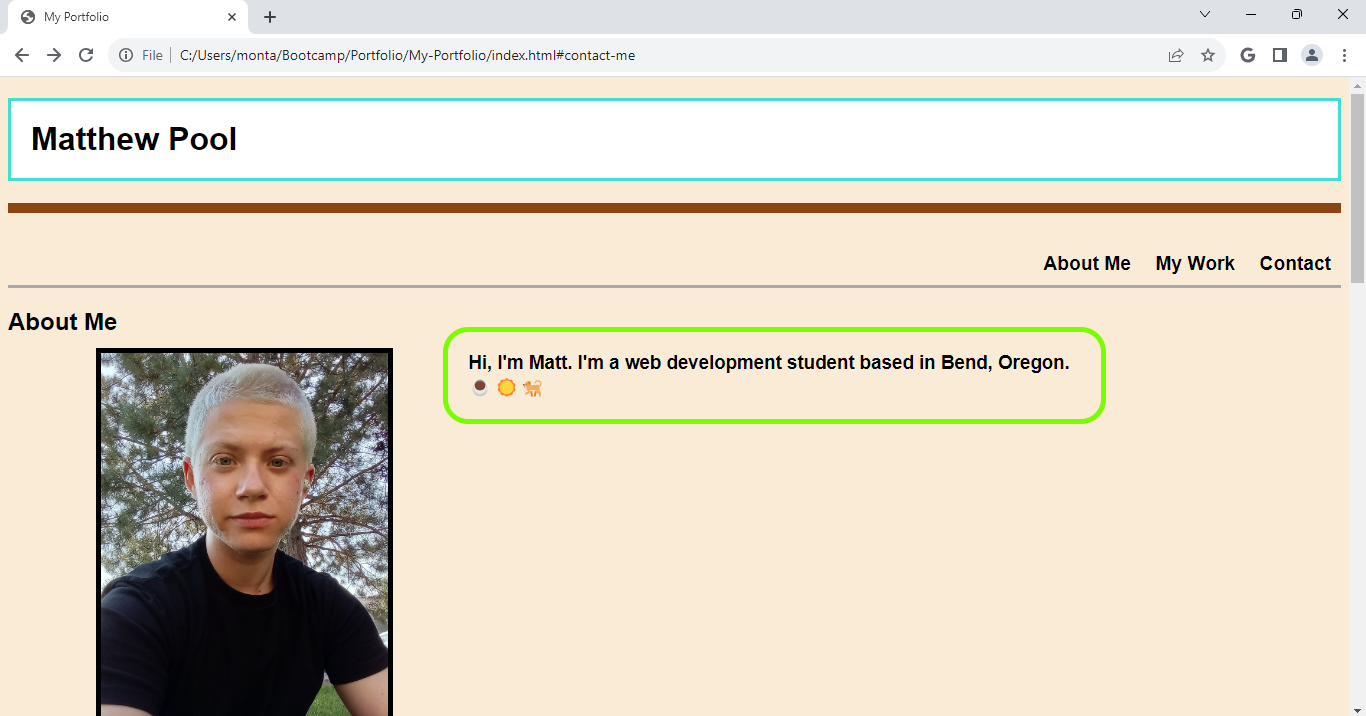 My Portfolio
File C:/Users/monta/Bootcamp/Portfolio/My-Portfolio/index.html#contact-me
Matthew Pool
About Me My Work Contact
About Me
Hi, I'm Matt. I'm a web development student based in Bend, Oregon.
☕ 🌞 🐕